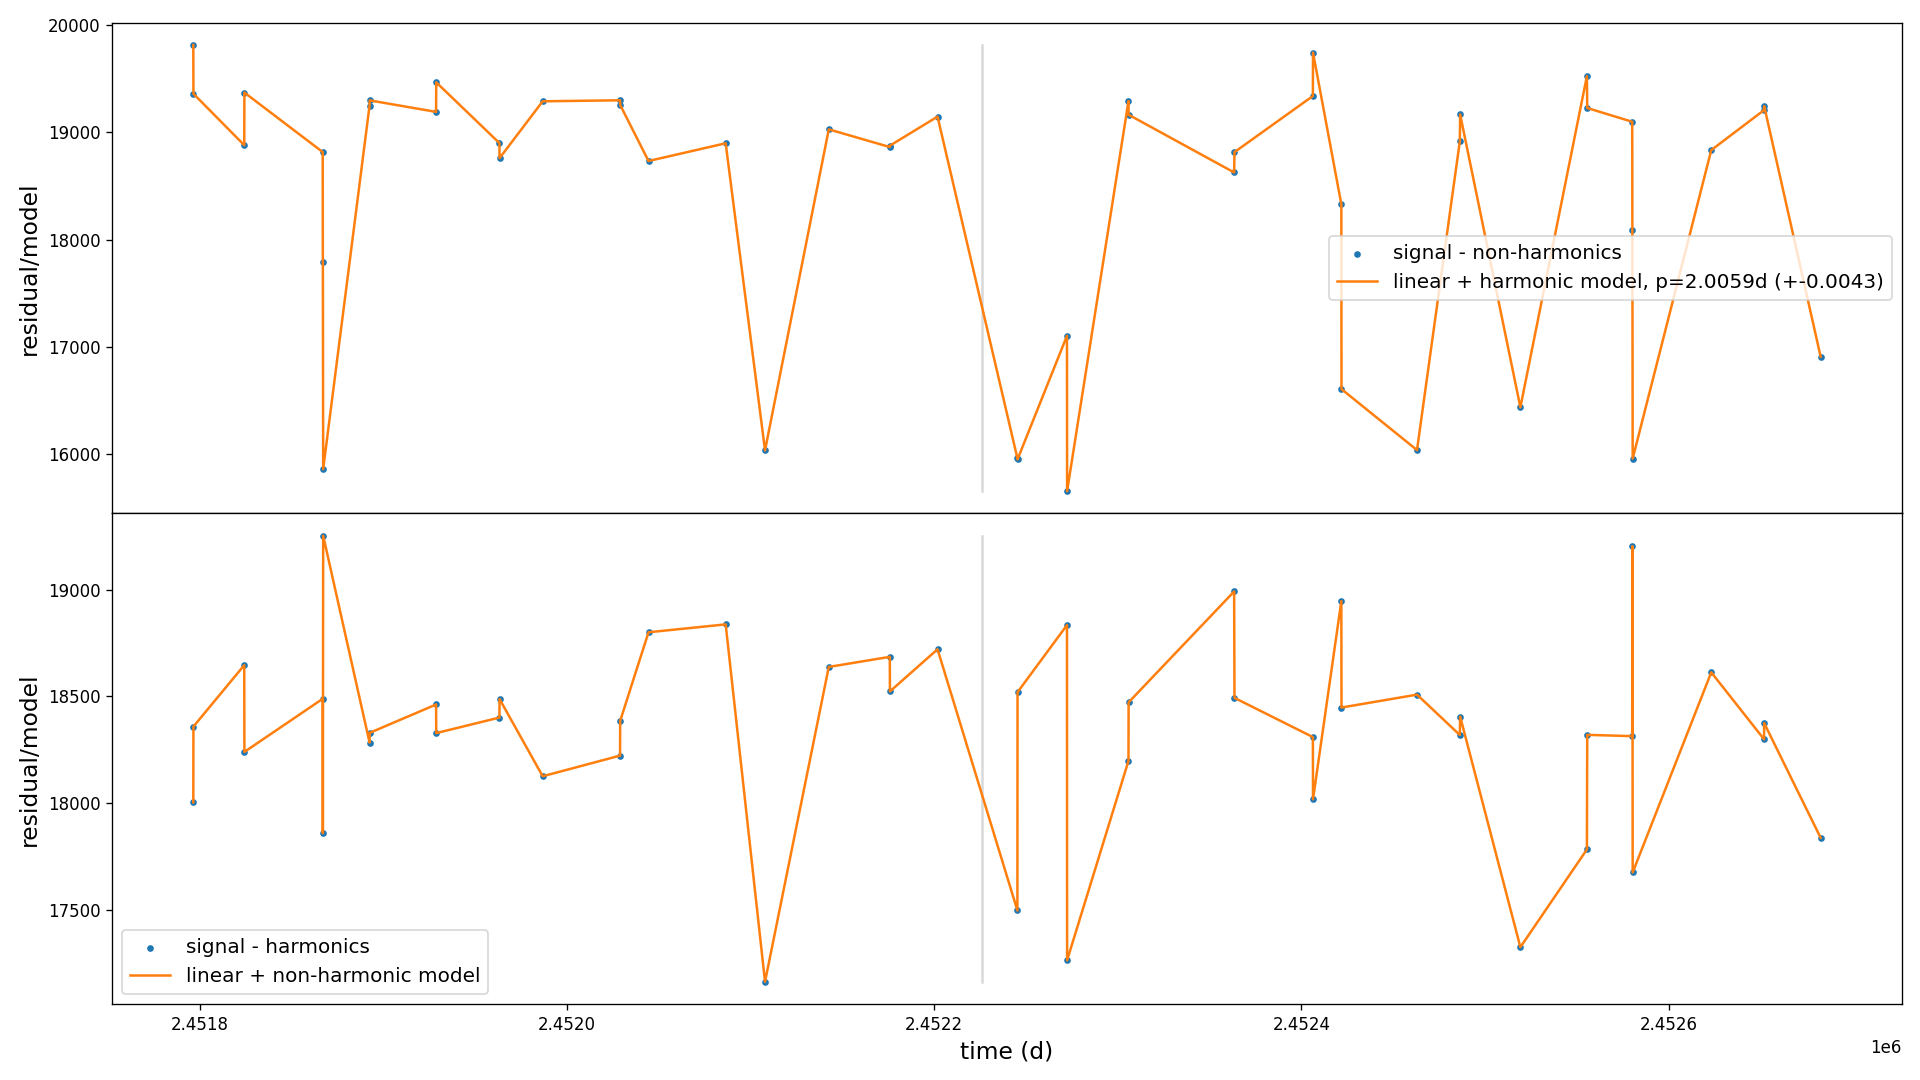 20000
19000
18000
17000
16000
residual/model
signal - non-harmonics
linear + harmonic model, p=2.0059d (+-0.0043)
19000
18500
18000
17500
residual/model
signal - harmonics
linear + non-harmonic model
2.4518
2.4520
2.4522
2.4524
2.4526
1e6
time (d)